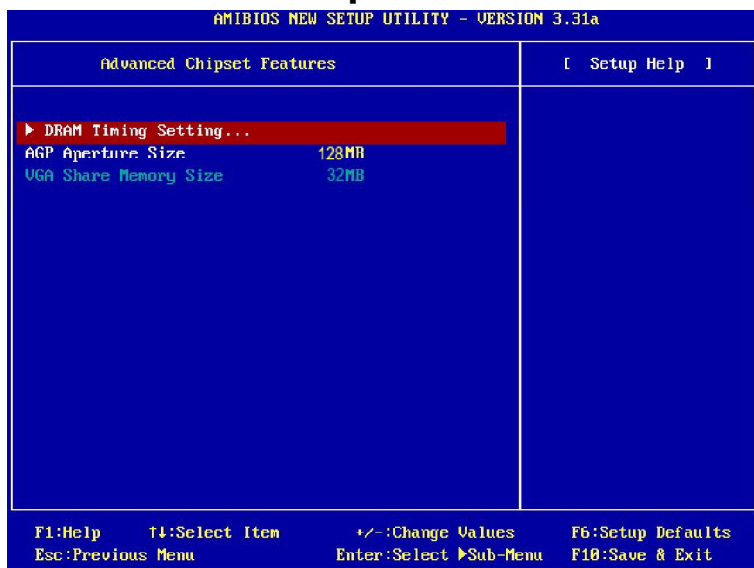 AMIBIOS NEW SETUP UTILITY - VERSION 3.31a
Advanced Chipset Features
[ Setup Help ]
▶ DRAM Timing Setting...
AGP Aperture Size 128MB
VGA Share Memory Size 32MB
F1:Help ↑↓:Select Item +/-:Change Values F6:Setup Defaults
Esc:Previous Menu Enter:Select ▶Sub-Menu F10:Save & Exit